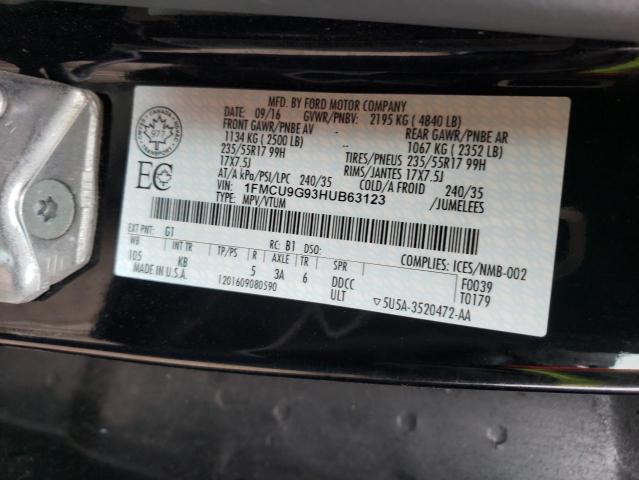 MFD. BY FORD MOTOR COMPANY
DATE: 09/16 GVWR/PNBV: 2195 KG ( 4840 LB)
FRONT GAWR/PNBE AV REAR GAWR/PNBE AR
1134 KG ( 2500 LB) 1067 KG ( 2352 LB)
235/55R17 99H TIRES/PNEUS 235/55R17 99H
17X7.5J RIMS/JANTES 17X7.5J
AT/A kPa/PSI/LPC 240/35 COLD/A FROID 240/35
VIN: 1FMCU9G93HUB63123 /JUMELEES
TYPE: MPV/VTUM
CANADA
TRANSPORT
977
EC
EXT PNT: G1 RC: B1 DSO: COMPLIES: ICES/NMB-002
WB INT TR TP/PS R AXLE TR SPR F0039
105 KB 5 3A 6 DDCC T0179
MADE IN U.S.A. 1201609080590 ULT ▽5U5A-3520472-AA